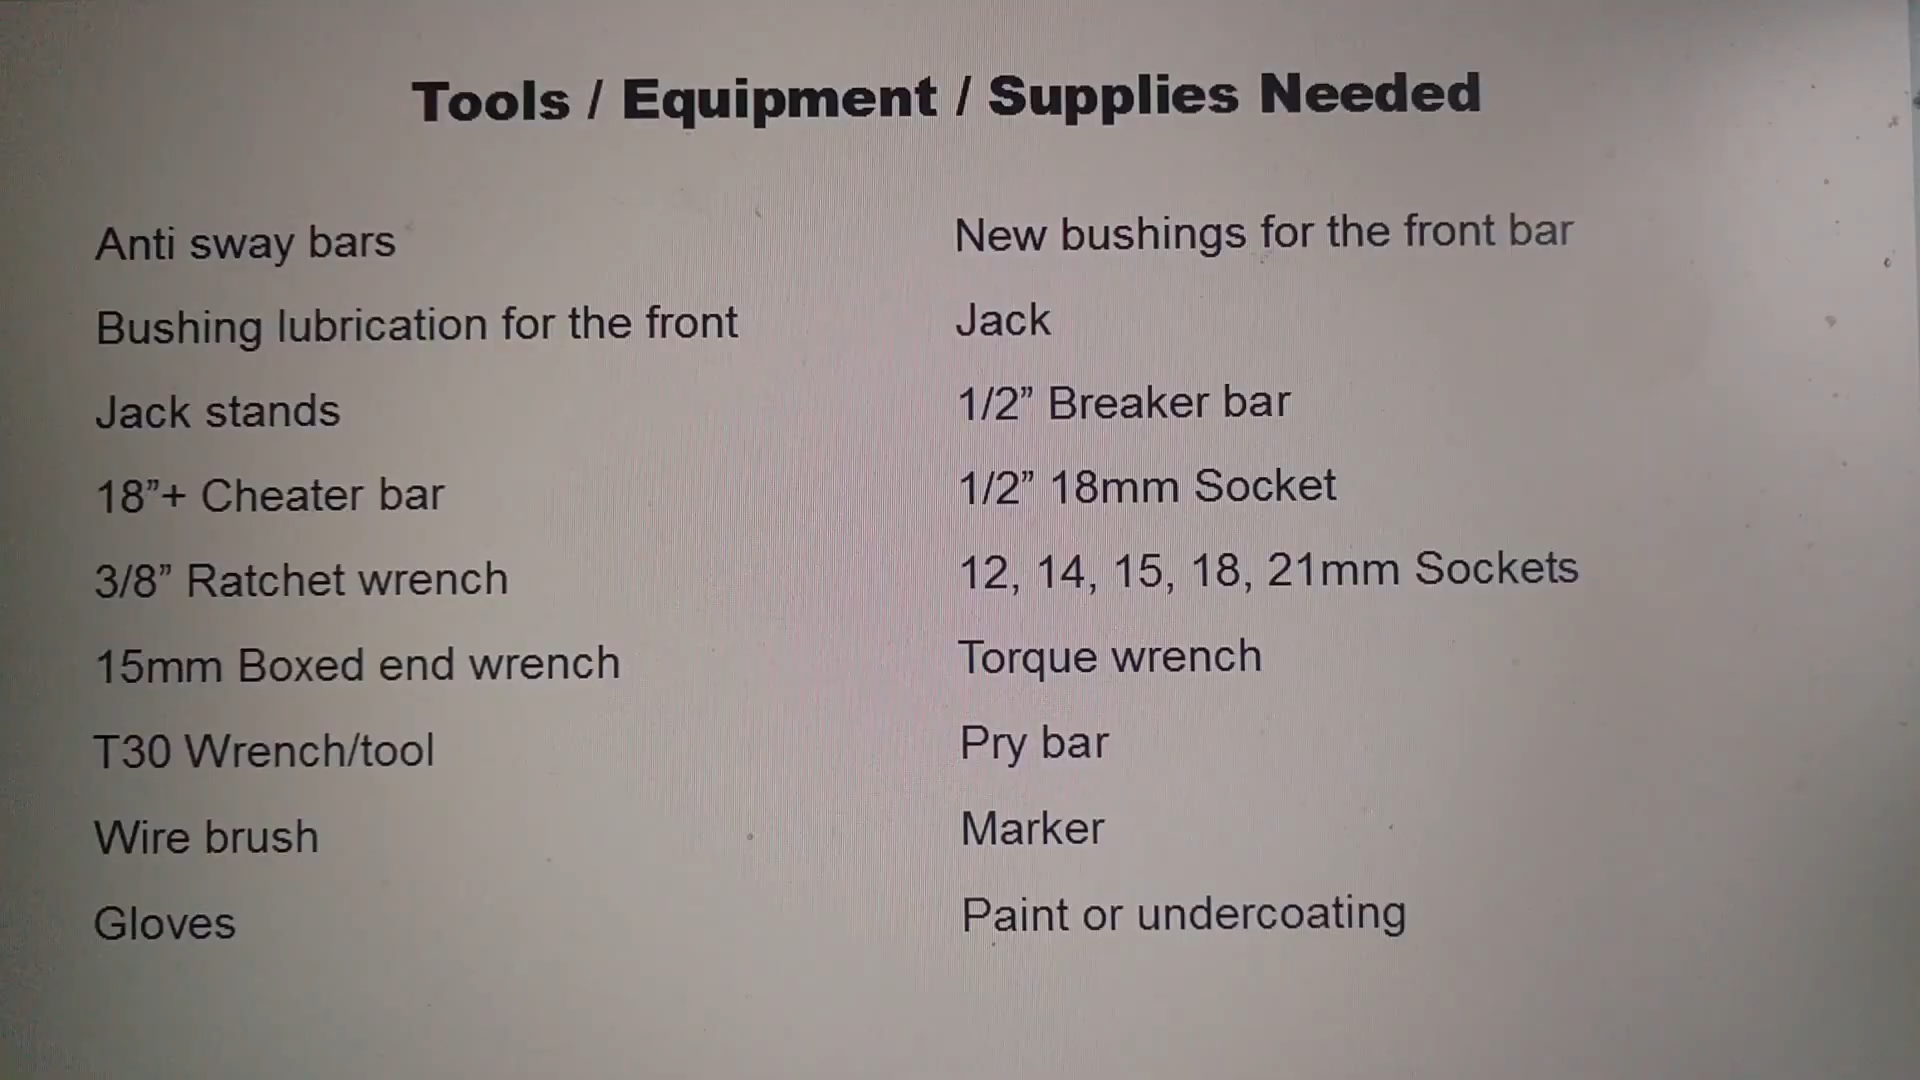 Tools / Equipment / Supplies Needed
Anti sway bars
New bushings for the front bar
Bushing lubrication for the front
Jack
Jack stands
1/2” Breaker bar
18”+ Cheater bar
1/2” 18mm Socket
3/8” Ratchet wrench
12, 14, 15, 18, 21mm Sockets
15mm Boxed end wrench
Torque wrench
T30 Wrench/tool
Pry bar
Wire brush
Marker
Gloves
Paint or undercoating